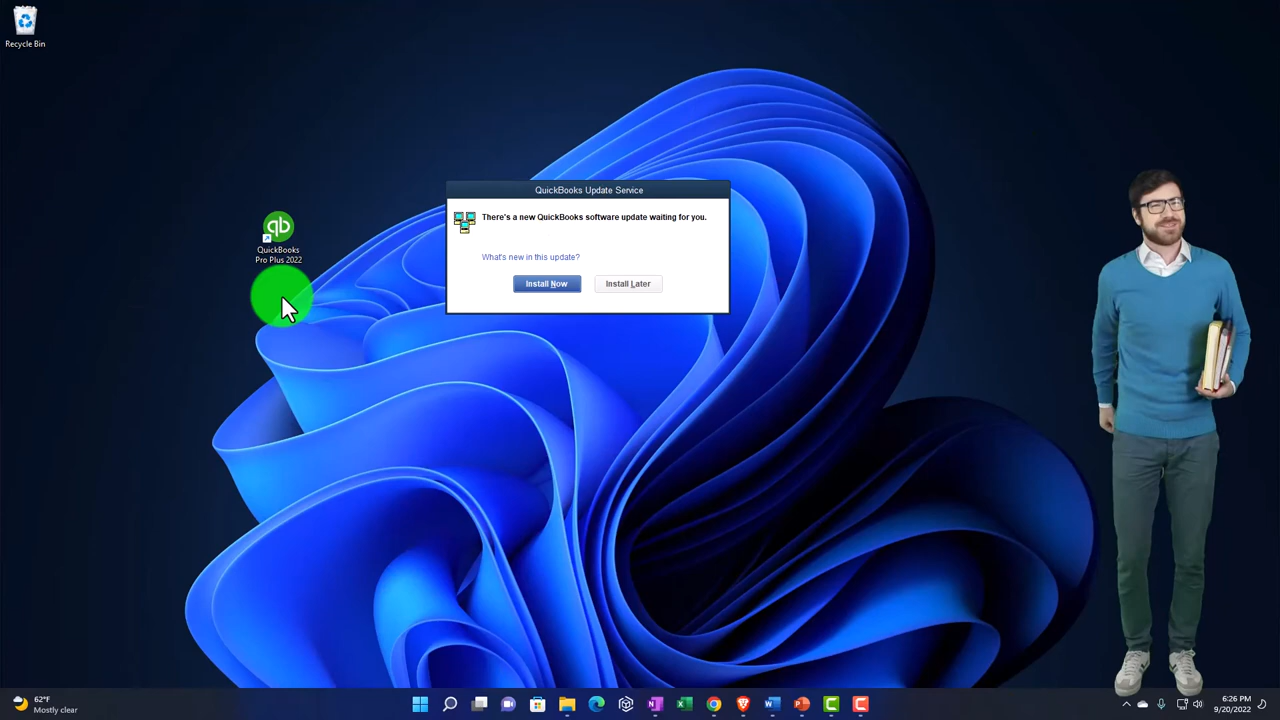 Recycle Bin
qb
QuickBooks
Pro Plus 2022
QuickBooks Update Service
There's a new QuickBooks software update waiting for you.
What's new in this update?
Install Now
Install Later
62°F
Mostly clear
6:26 PM
9/20/2022